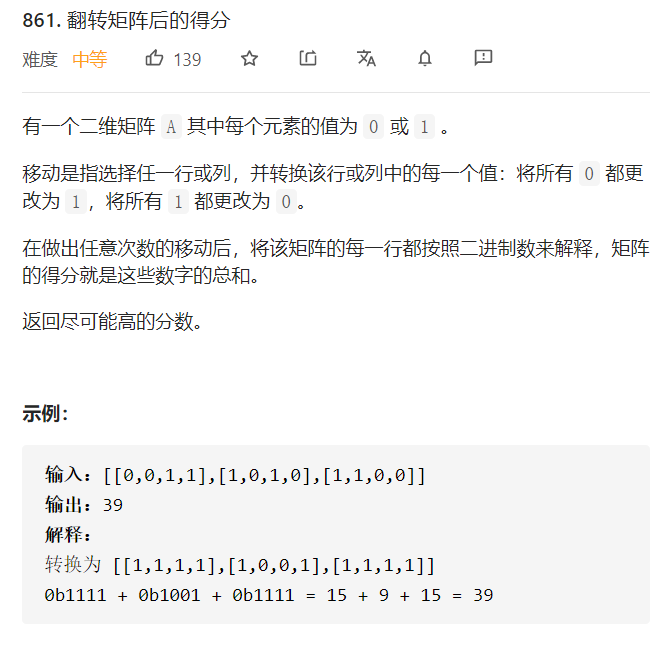 861. 翻转矩阵后的得分
难度 中等 139
有一个二维矩阵 A 其中每个元素的值为 0 或 1 。
移动是指选择任一行或列，并转换该行或列中的每一个值：将所有 0 都更
改为 1，将所有 1 都更改为 0。
在做出任意次数的移动后，将该矩阵的每一行都按照二进制数来解释，矩阵
的得分就是这些数字的总和。
返回尽可能高的分数。
示例：
输入：[[0,0,1,1],[1,0,1,0],[1,1,0,0]]
输出：39
解释：
转换为 [[1,1,1,1],[1,0,0,1],[1,1,1,1]]
0b1111 + 0b1001 + 0b1111 = 15 + 9 + 15 = 39